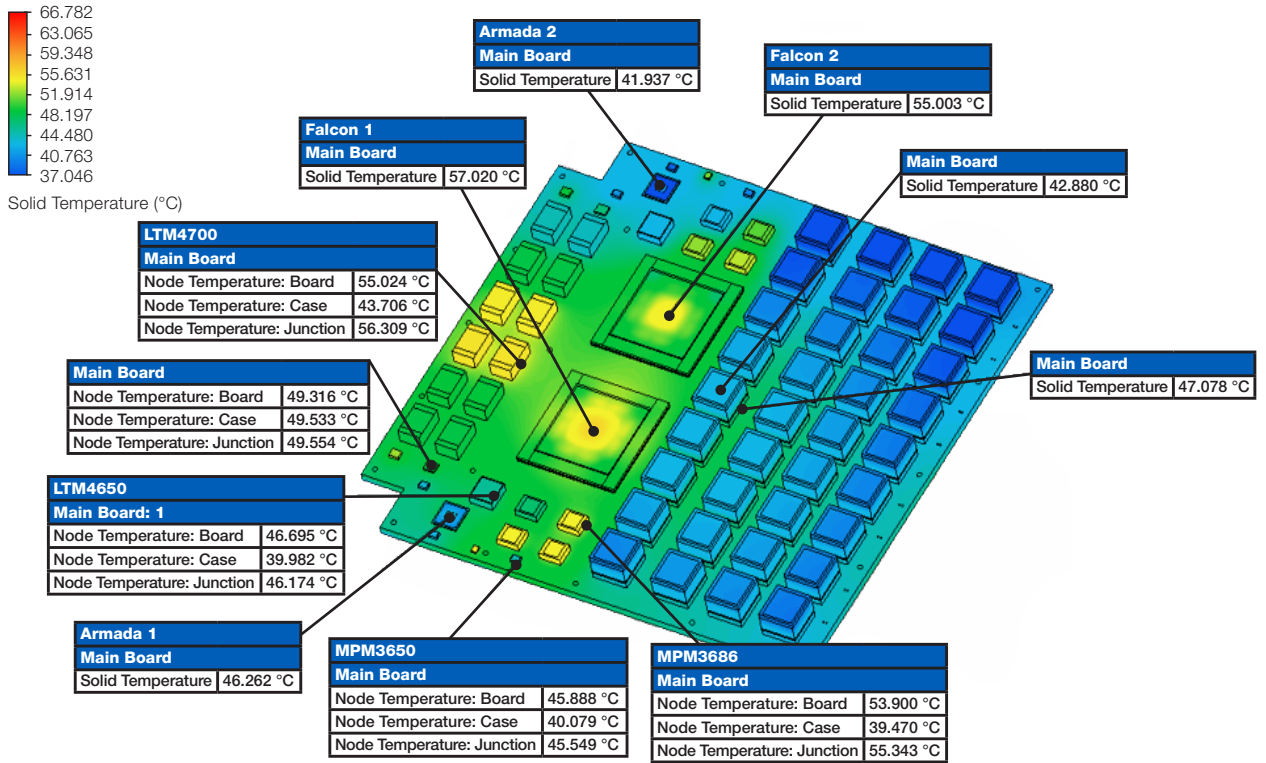 66.782
63.065
59.348
55.631
51.914
48.197
44.480
40.763
37.046
Solid Temperature (°C)
Armada 2
Main Board
Solid Temperature 41.937 °C
Falcon 2
Main Board
Solid Temperature 55.003 °C
Falcon 1
Main Board
Solid Temperature 57.020 °C
Main Board
Solid Temperature 42.880 °C
LTM4700
Main Board
Node Temperature: Board 55.024 °C
Node Temperature: Case 43.706 °C
Node Temperature: Junction 56.309 °C
Main Board
Solid Temperature 47.078 °C
Main Board
Node Temperature: Board 49.316 °C
Node Temperature: Case 49.533 °C
Node Temperature: Junction 49.554 °C
LTM4650
Main Board: 1
Node Temperature: Board 46.695 °C
Node Temperature: Case 39.982 °C
Node Temperature: Junction 46.174 °C
Armada 1
Main Board
Solid Temperature 46.262 °C
MPM3650
Main Board
Node Temperature: Board 45.888 °C
Node Temperature: Case 40.079 °C
Node Temperature: Junction 45.549 °C
MPM3686
Main Board
Node Temperature: Board 53.900 °C
Node Temperature: Case 39.470 °C
Node Temperature: Junction 55.343 °C